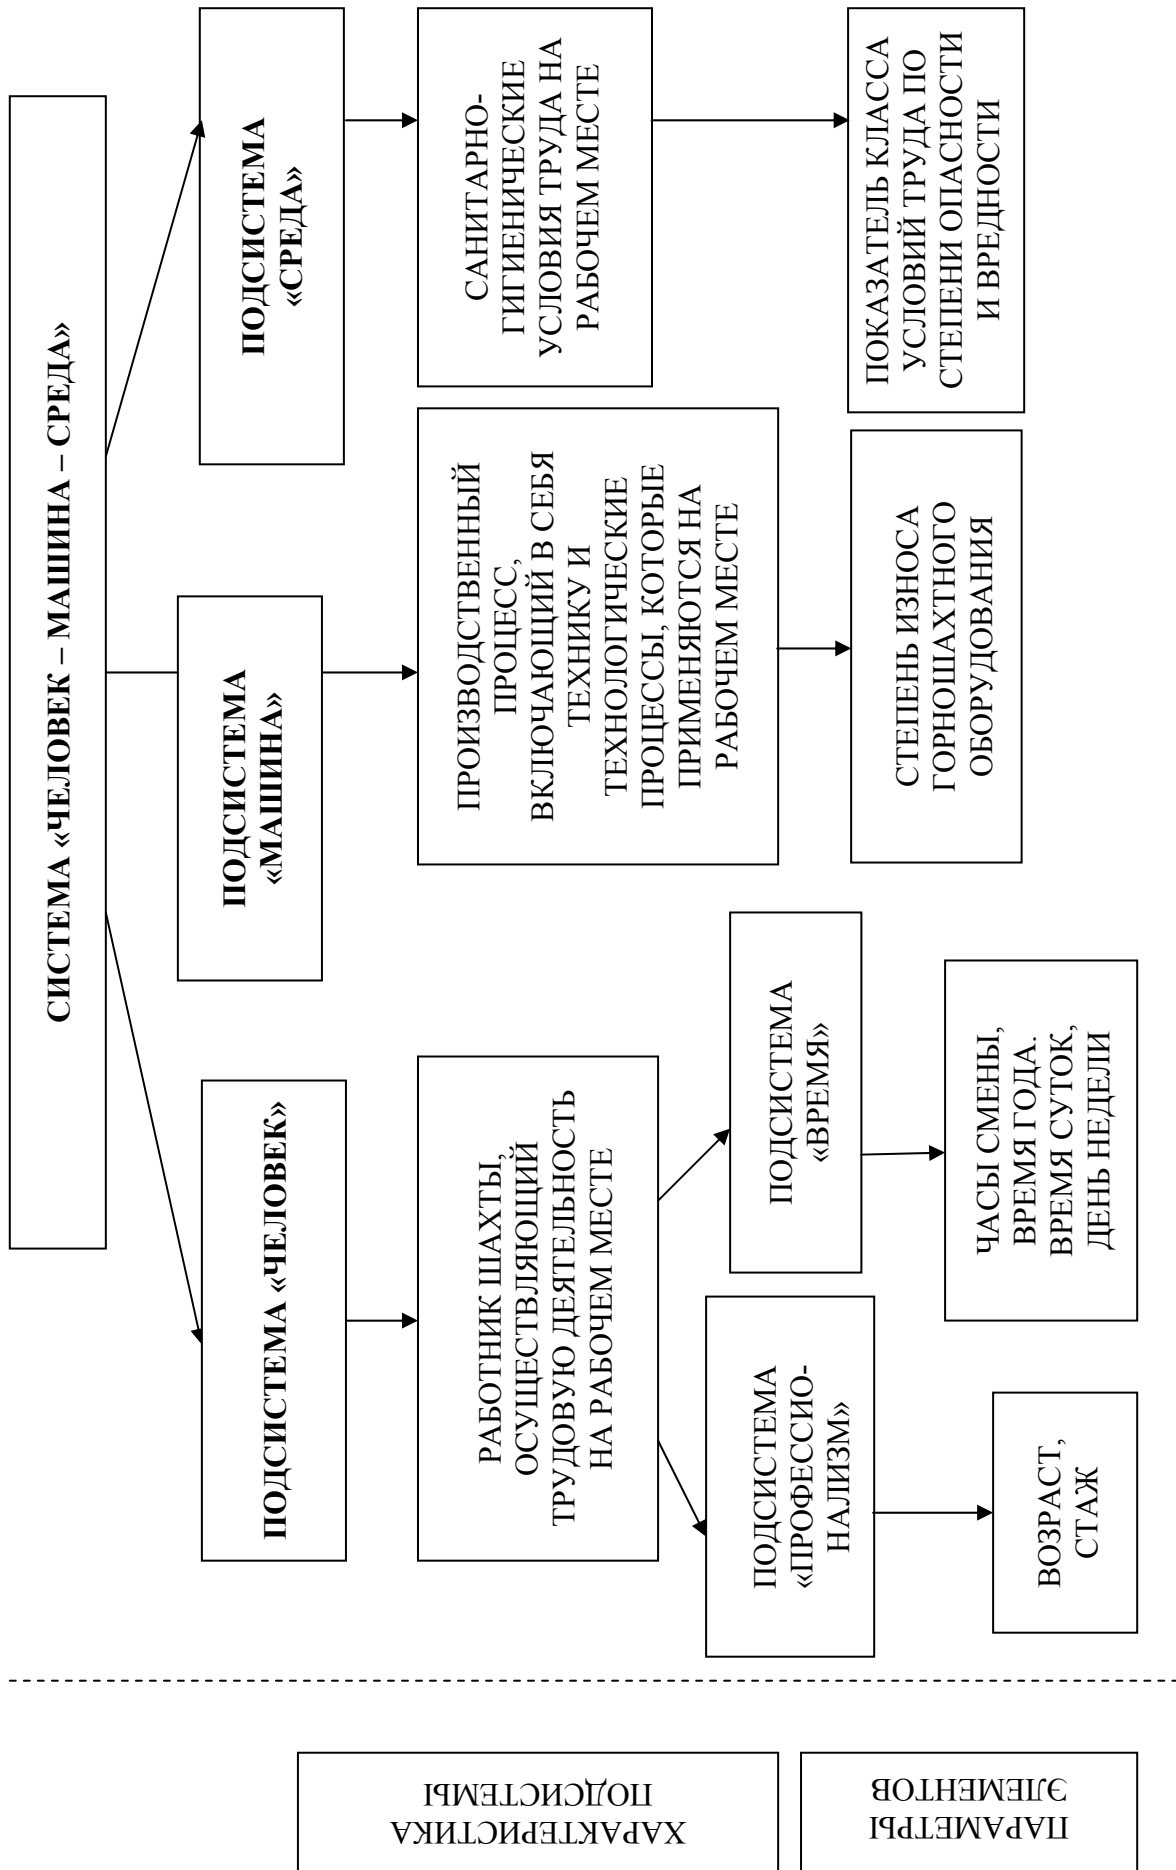 СИСТЕМА «ЧЕЛОВЕК – МАШИНА – СРЕДА»
ПОДСИСТЕМА «ЧЕЛОВЕК»
ПОДСИСТЕМА
«МАШИНА»
ПОДСИСТЕМА
«СРЕДА»
ХАРАКТЕРИСТИКА
ПОДСИСТЕМЫ
РАБОТНИК ШАХТЫ,
ОСУЩЕСТВЛЯЮЩИЙ
ТРУДОВУЮ ДЕЯТЕЛЬНОСТЬ
НА РАБОЧЕМ МЕСТЕ
ПРОИЗВОДСТВЕННЫЙ
ПРОЦЕСС,
ВКЛЮЧАЮЩИЙ В СЕБЯ
ТЕХНИКУ И
ТЕХНОЛОГИЧЕСКИЕ
ПРОЦЕССЫ, КОТОРЫЕ
ПРИМЕНЯЮТСЯ НА
РАБОЧЕМ МЕСТЕ
САНИТАРНО-
ГИГИЕНИЧЕСКИЕ
УСЛОВИЯ ТРУДА НА
РАБОЧЕМ МЕСТЕ
ПОДСИСТЕМА
«ПРОФЕССИО-
НАЛИЗМ»
ПОДСИСТЕМА
«ВРЕМЯ»
ПАРАМЕТРЫ
ЭЛЕМЕНТОВ
ВОЗРАСТ,
СТАЖ
ЧАСЫ СМЕНЫ,
ВРЕМЯ ГОДА.
ВРЕМЯ СУТОК,
ДЕНЬ НЕДЕЛИ
СТЕПЕНЬ ИЗНОСА
ГОРНОШАХТНОГО
ОБОРУДОВАНИЯ
ПОКАЗАТЕЛЬ КЛАССА
УСЛОВИЙ ТРУДА ПО
СТЕПЕНИ ОПАСНОСТИ
И ВРЕДНОСТИ